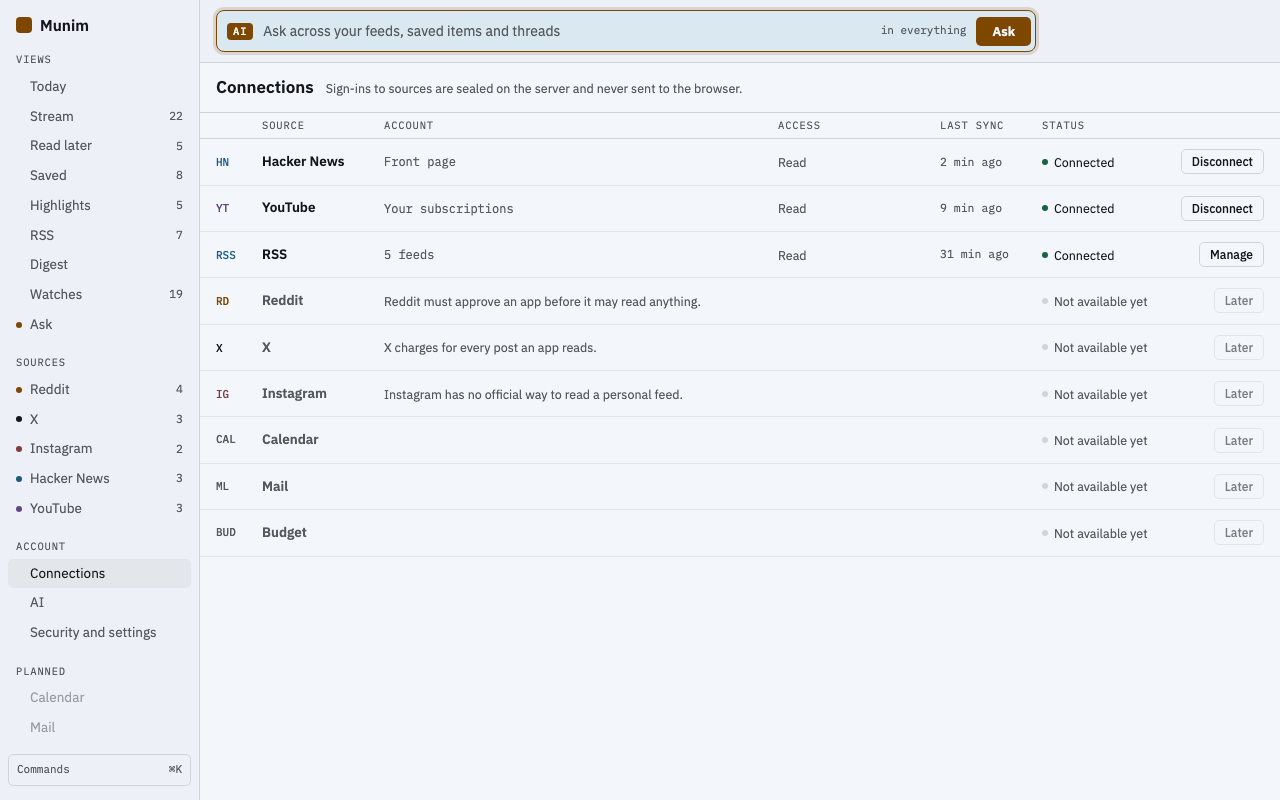 Munim
VIEWS
Today
Stream 22
Read later 5
Saved 8
Highlights 5
RSS 7
Digest
Watches 19
Ask
SOURCES
Reddit 4
X 3
Instagram 2
Hacker News 3
YouTube 3
ACCOUNT
Connections
AI
Security and settings
PLANNED
Calendar
Mail
Commands ⌘K
AI Ask across your feeds, saved items and threads in everything Ask
Connections Sign-ins to sources are sealed on the server and never sent to the browser.
SOURCE ACCOUNT ACCESS LAST SYNC STATUS
HN Hacker News Front page Read 2 min ago Connected Disconnect
YT YouTube Your subscriptions Read 9 min ago Connected Disconnect
RSS RSS 5 feeds Read 31 min ago Connected Manage
RD Reddit Reddit must approve an app before it may read anything. Not available yet Later
X X X charges for every post an app reads. Not available yet Later
IG Instagram Instagram has no official way to read a personal feed. Not available yet Later
CAL Calendar Not available yet Later
ML Mail Not available yet Later
BUD Budget Not available yet Later